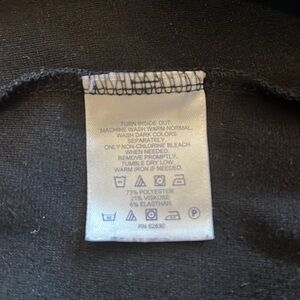 TURN INSIDE OUT.
MACHINE WASH WARM NORMAL.
WASH DARK COLORS
SEPARATELY.
ONLY NON-CHLORINE BLEACH
WHEN NEEDED.
REMOVE PROMPTLY.
TUMBLE DRY LOW.
WARM IRON IF NEEDED.
73% POLYESTER
21% VISKOSE
6% ELASTHAN
P
RN 62830